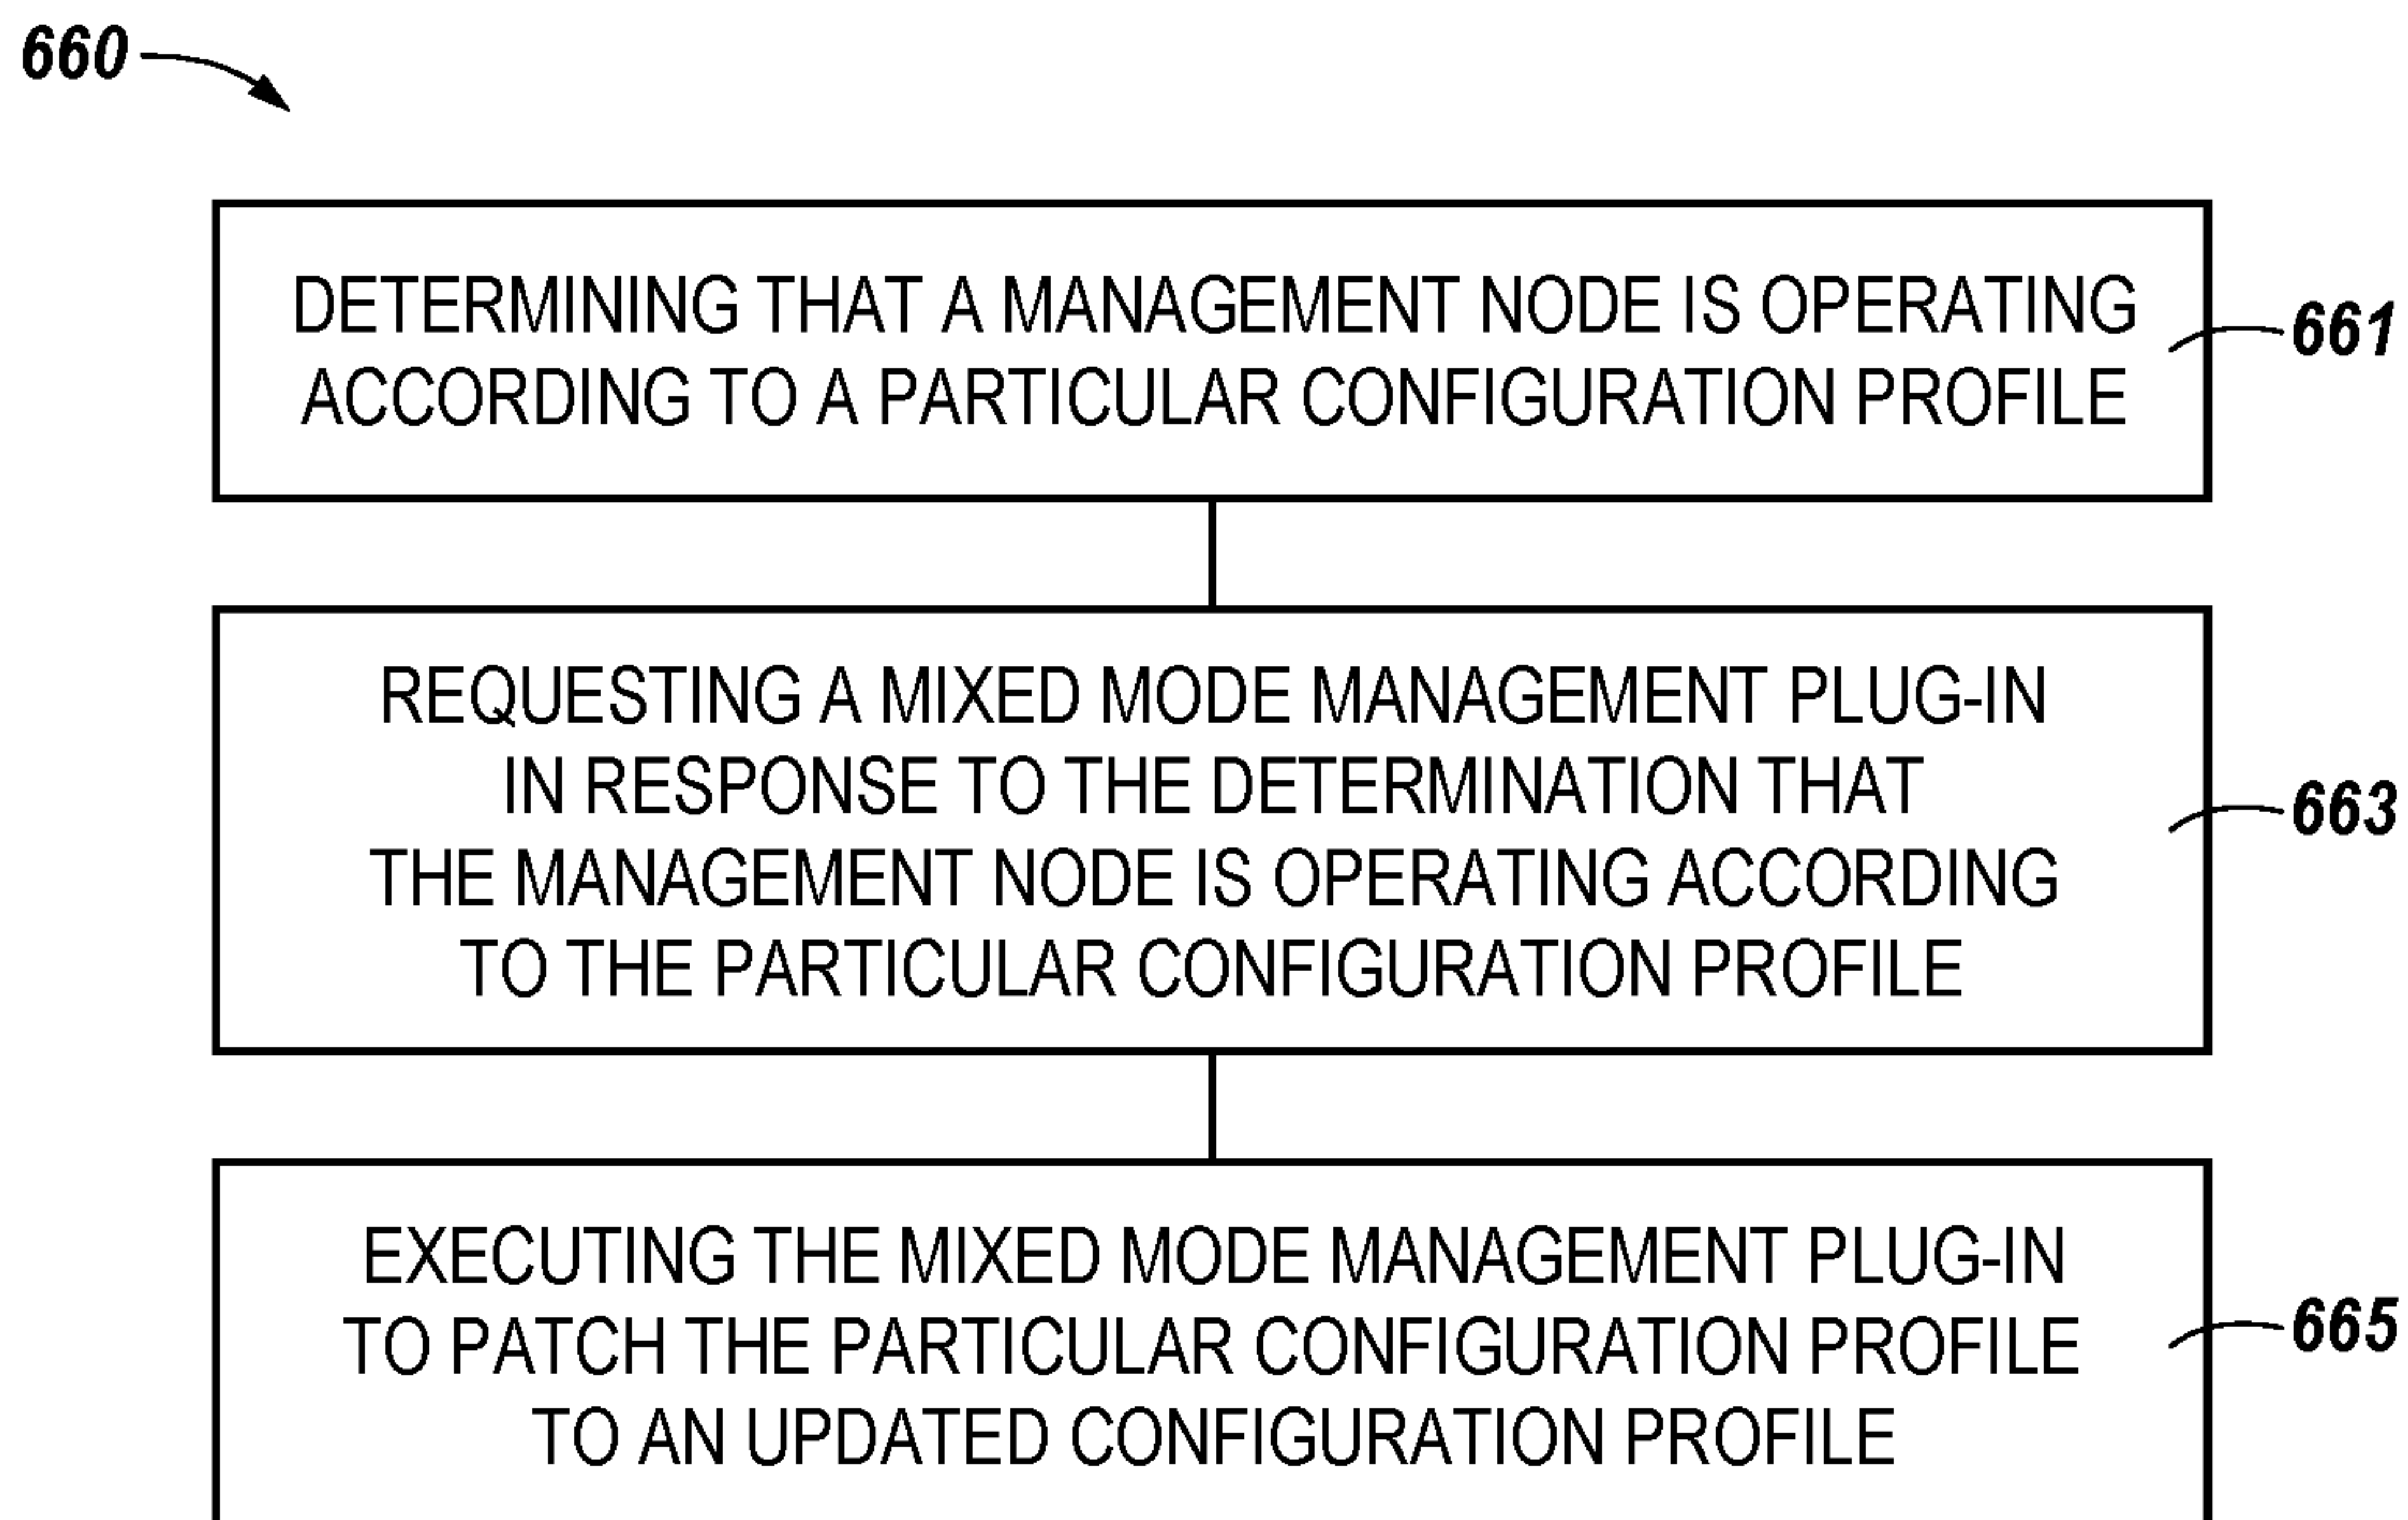 660
DETERMINING THAT A MANAGEMENT NODE IS OPERATING
ACCORDING TO A PARTICULAR CONFIGURATION PROFILE
661
REQUESTING A MIXED MODE MANAGEMENT PLUG-IN
IN RESPONSE TO THE DETERMINATION THAT
THE MANAGEMENT NODE IS OPERATING ACCORDING
TO THE PARTICULAR CONFIGURATION PROFILE
663
EXECUTING THE MIXED MODE MANAGEMENT PLUG-IN
TO PATCH THE PARTICULAR CONFIGURATION PROFILE
TO AN UPDATED CONFIGURATION PROFILE
665